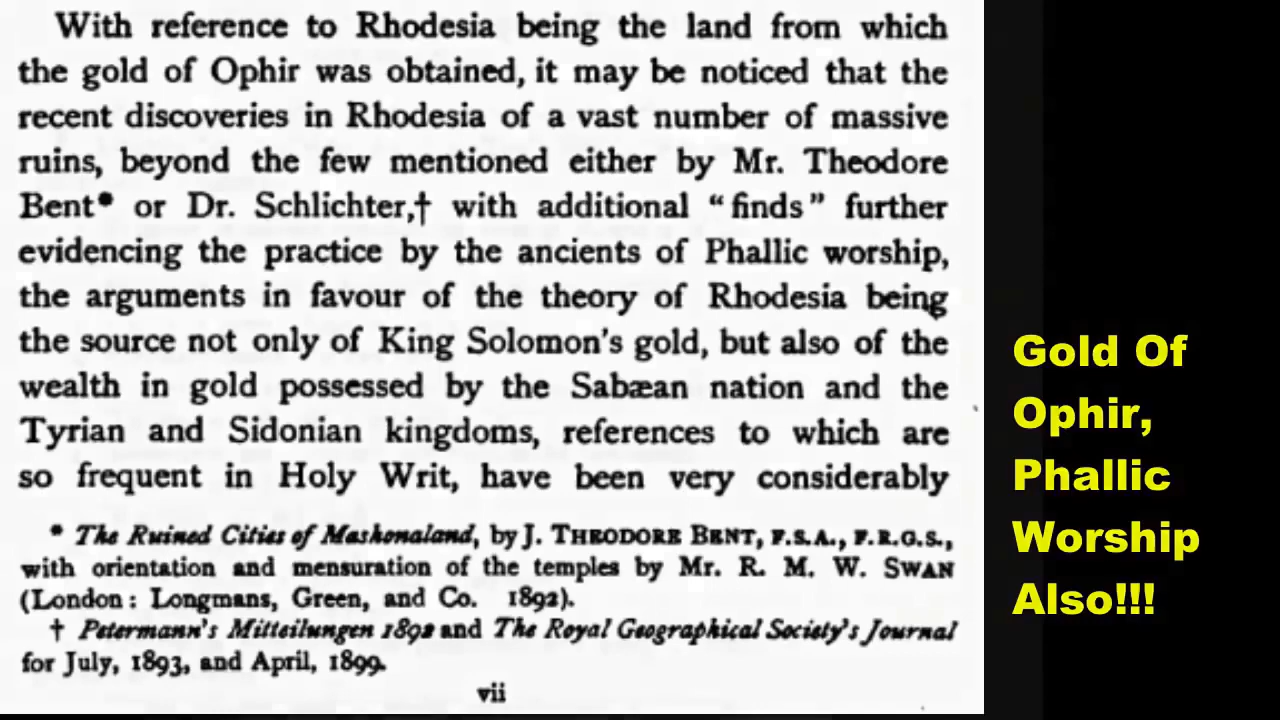 With reference to Rhodesia being the land from which
the gold of Ophir was obtained, it may be noticed that the
recent discoveries in Rhodesia of a vast number of massive
ruins, beyond the few mentioned either by Mr. Theodore
Bent* or Dr. Schlichter,† with additional “finds” further
evidencing the practice by the ancients of Phallic worship,
the arguments in favour of the theory of Rhodesia being
the source not only of King Solomon's gold, but also of the
wealth in gold possessed by the Sabæan nation and the
Tyrian and Sidonian kingdoms, references to which are
so frequent in Holy Writ, have been very considerably
* The Ruined Cities of Mashonaland, by J. THEODORE BENT, F.S.A., F.R.G.S.,
with orientation and mensuration of the temples by Mr. R. M. W. SWAN
(London: Longmans, Green, and Co. 1892).
† Petermann's Mitteilungen 1892 and The Royal Geographical Society's Journal
for July, 1893, and April, 1899.
vii
Gold Of
Ophir,
Phallic
Worship
Also!!!